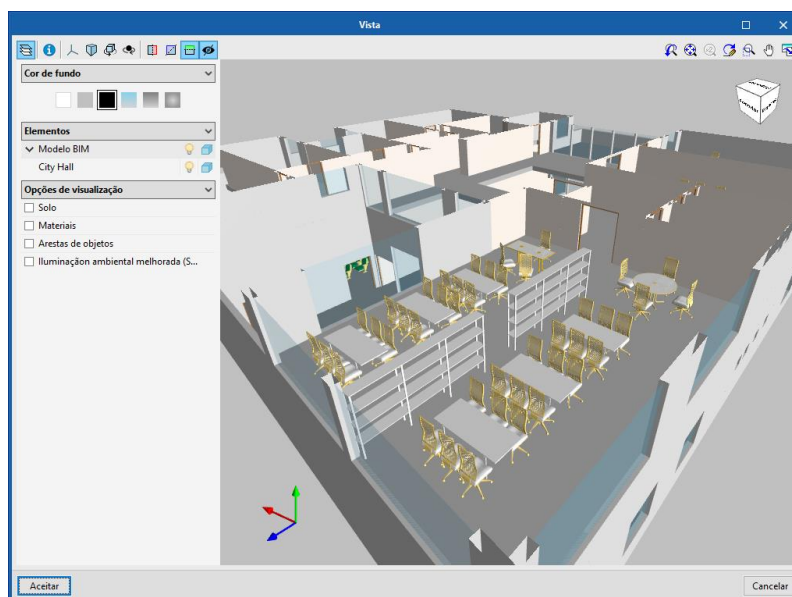 Vista
Cor de fundo
Elementos
Modelo BIM
City Hall
Opções de visualização
Solo
Materiais
Arestas de objetos
Iluminaçãon ambiental melhorada (S...
Aceitar
Cancelar